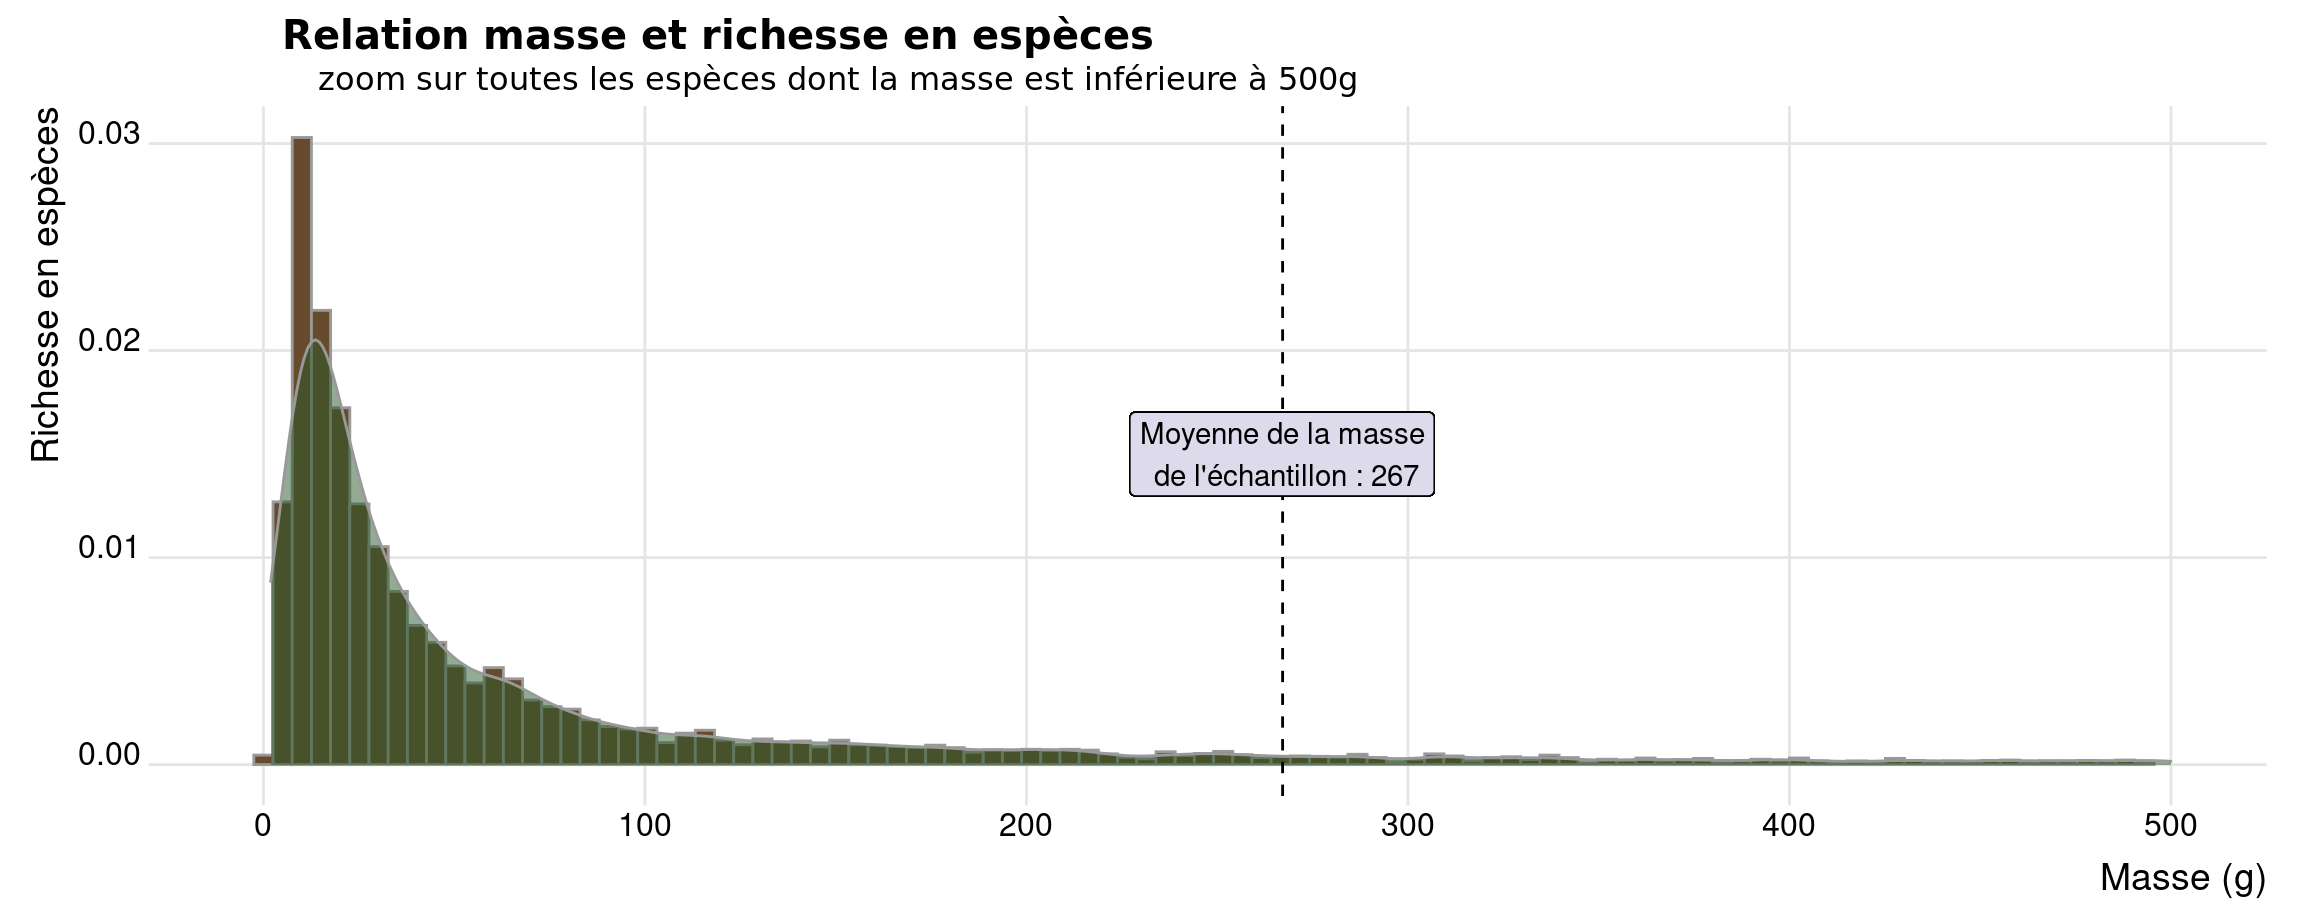 Relation masse et richesse en espèces
zoom sur toutes les espèces dont la masse est inférieure à 500g
Richesse en espèces
0.03
0.02
0.01
0.00
Moyenne de la masse
de l'échantillon : 267
0
100
200
300
400
500
Masse (g)